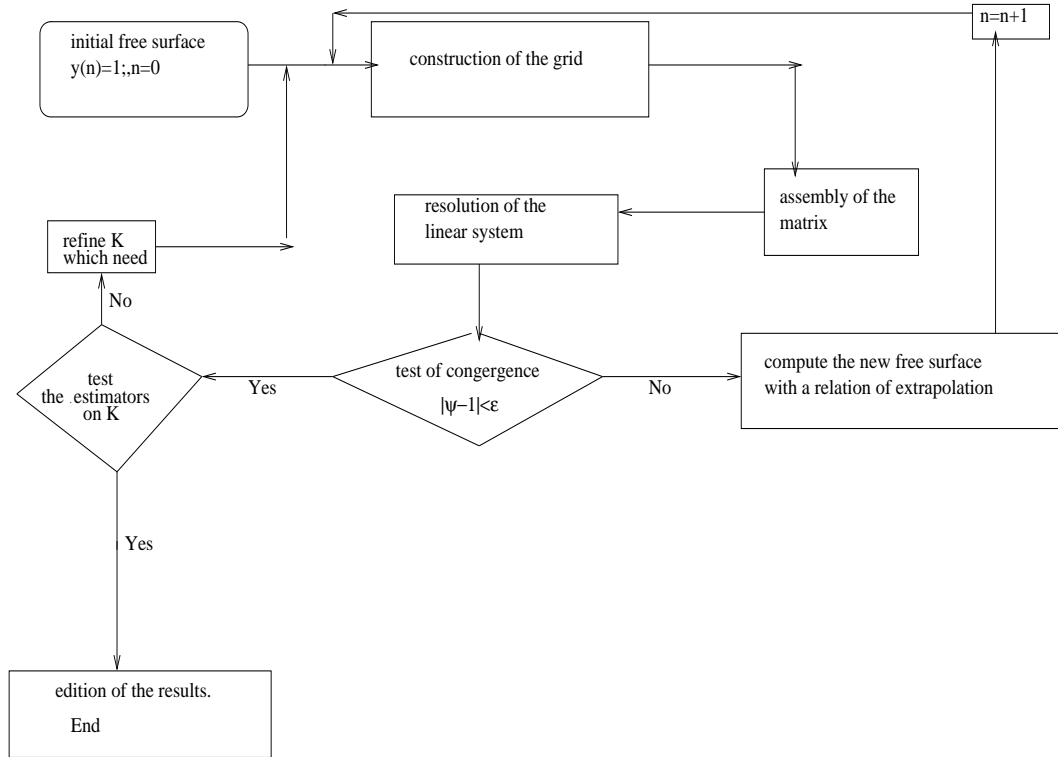 n=n+1
initial free surface
y(n)=1;,n=0
construction of the grid
assembly of the
matrix
resolution of the
linear system
refine K
which need
No
test
the .estimators
on K
Yes
test of congergence
|ψ−1|<ε
No
compute the new free surface
with a relation of extrapolation
Yes
edition of the results.
End